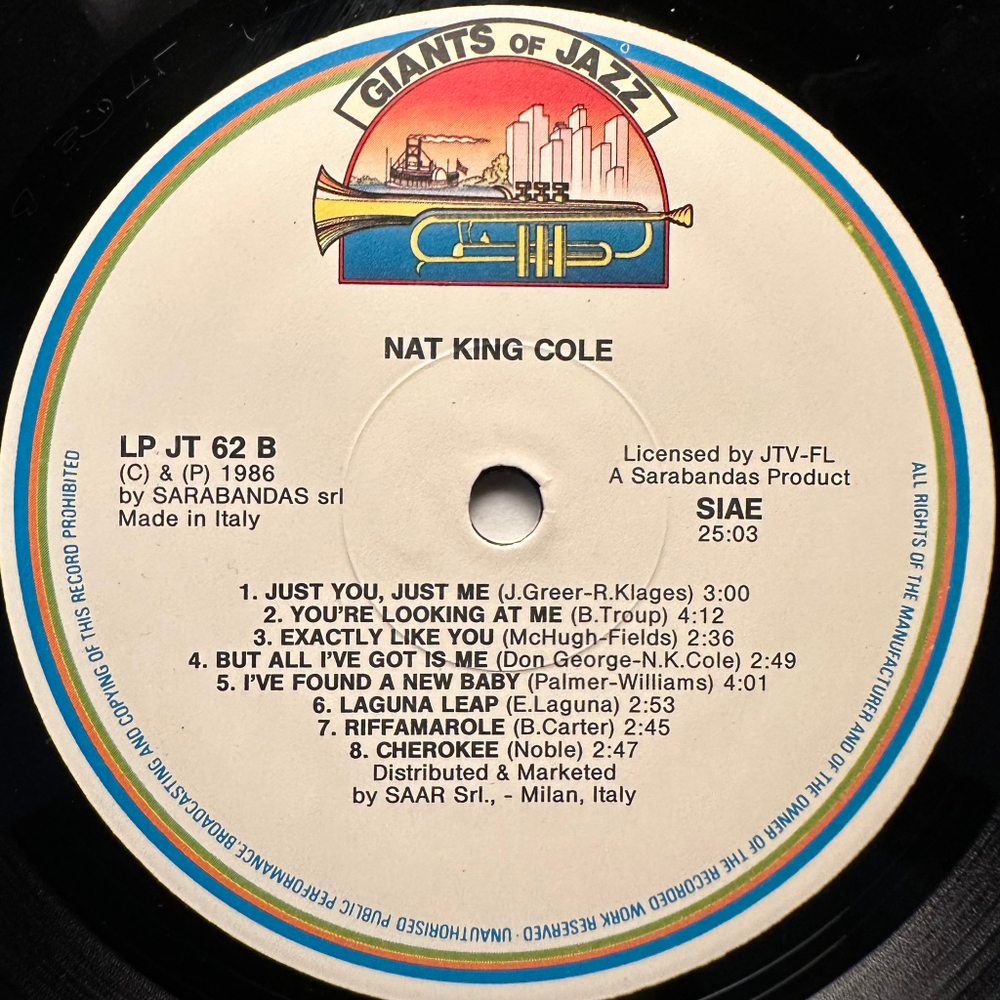 GIANTS OF JAZZ
NAT KING COLE
LP JT 62 B
(C) & (P) 1986
by SARABANDAS srl
Made in Italy
Licensed by JTV-FL
A Sarabandas Product
SIAE
25:03
1. JUST YOU, JUST ME (J.Greer-R.Klages) 3:00
2. YOU'RE LOOKING AT ME (B.Troup) 4:12
3. EXACTLY LIKE YOU (McHugh-Fields) 2:36
4. BUT ALL I'VE GOT IS ME (Don George-N.K.Cole) 2:49
5. I'VE FOUND A NEW BABY (Palmer-Williams) 4:01
6. LAGUNA LEAP (E.Laguna) 2:53
7. RIFFAMAROLE (B.Carter) 2:45
8. CHEROKEE (Noble) 2:47
Distributed & Marketed
by SAAR Srl., - Milan, Italy
ALL RIGHTS OF THE MANUFACTURER AND OF THE OWNER OF THE RECORDED WORK RESERVED · UNAUTHORISED PUBLIC PERFORMANCE, BROADCASTING AND COPYING OF THIS RECORD PROHIBITED